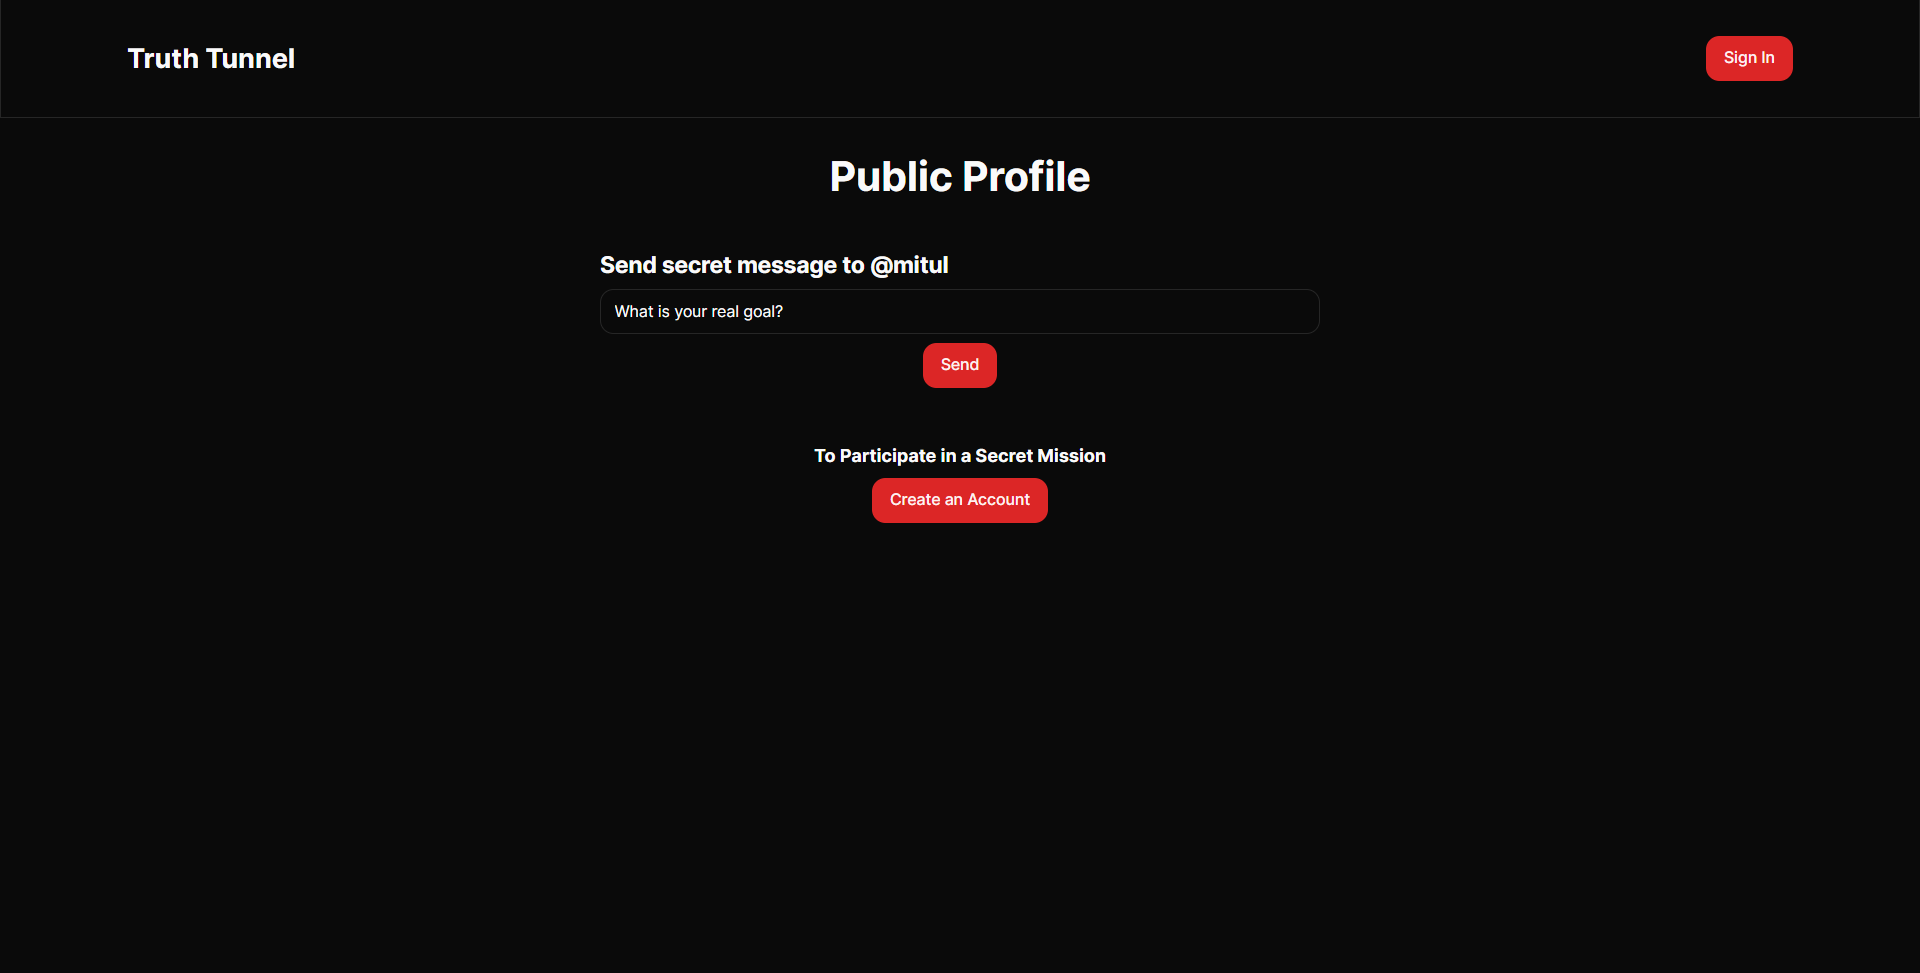 Truth Tunnel
Sign In
Public Profile
Send secret message to @mitul
What is your real goal?
Send
To Participate in a Secret Mission
Create an Account